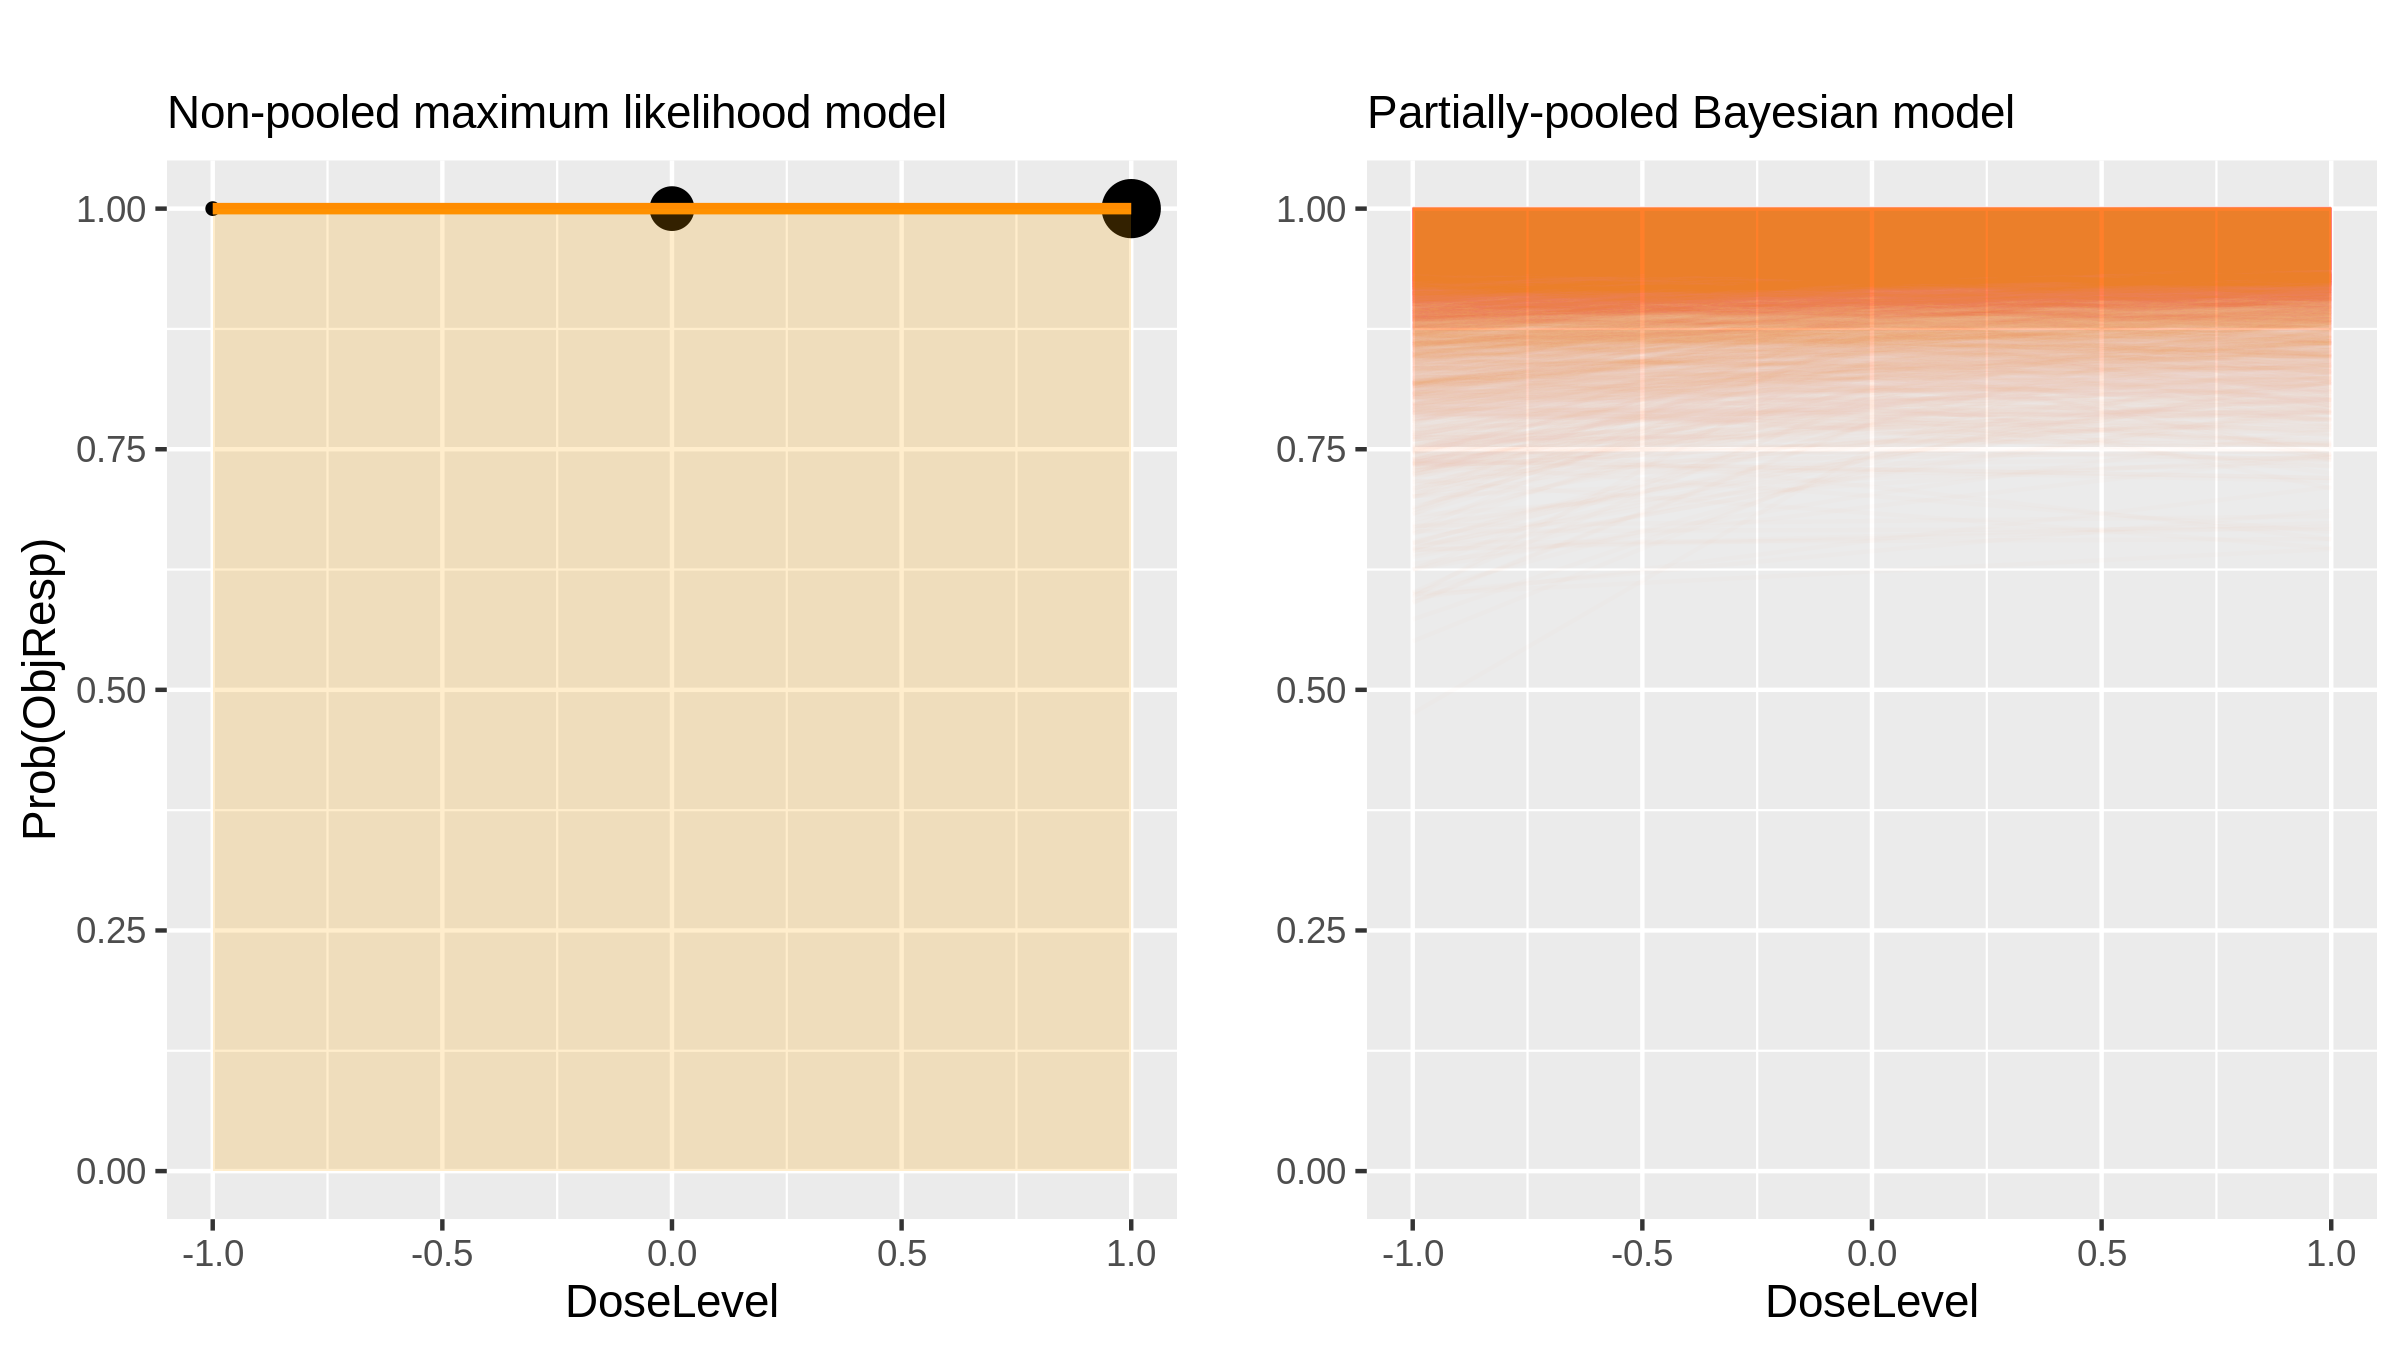 Non-pooled maximum likelihood model
Prob(ObjResp)
1.00
0.75
0.50
0.25
0.00
-1.0 -0.5 0.0 0.5 1.0
DoseLevel
Partially-pooled Bayesian model
1.00
0.75
0.50
0.25
0.00
-1.0 -0.5 0.0 0.5 1.0
DoseLevel